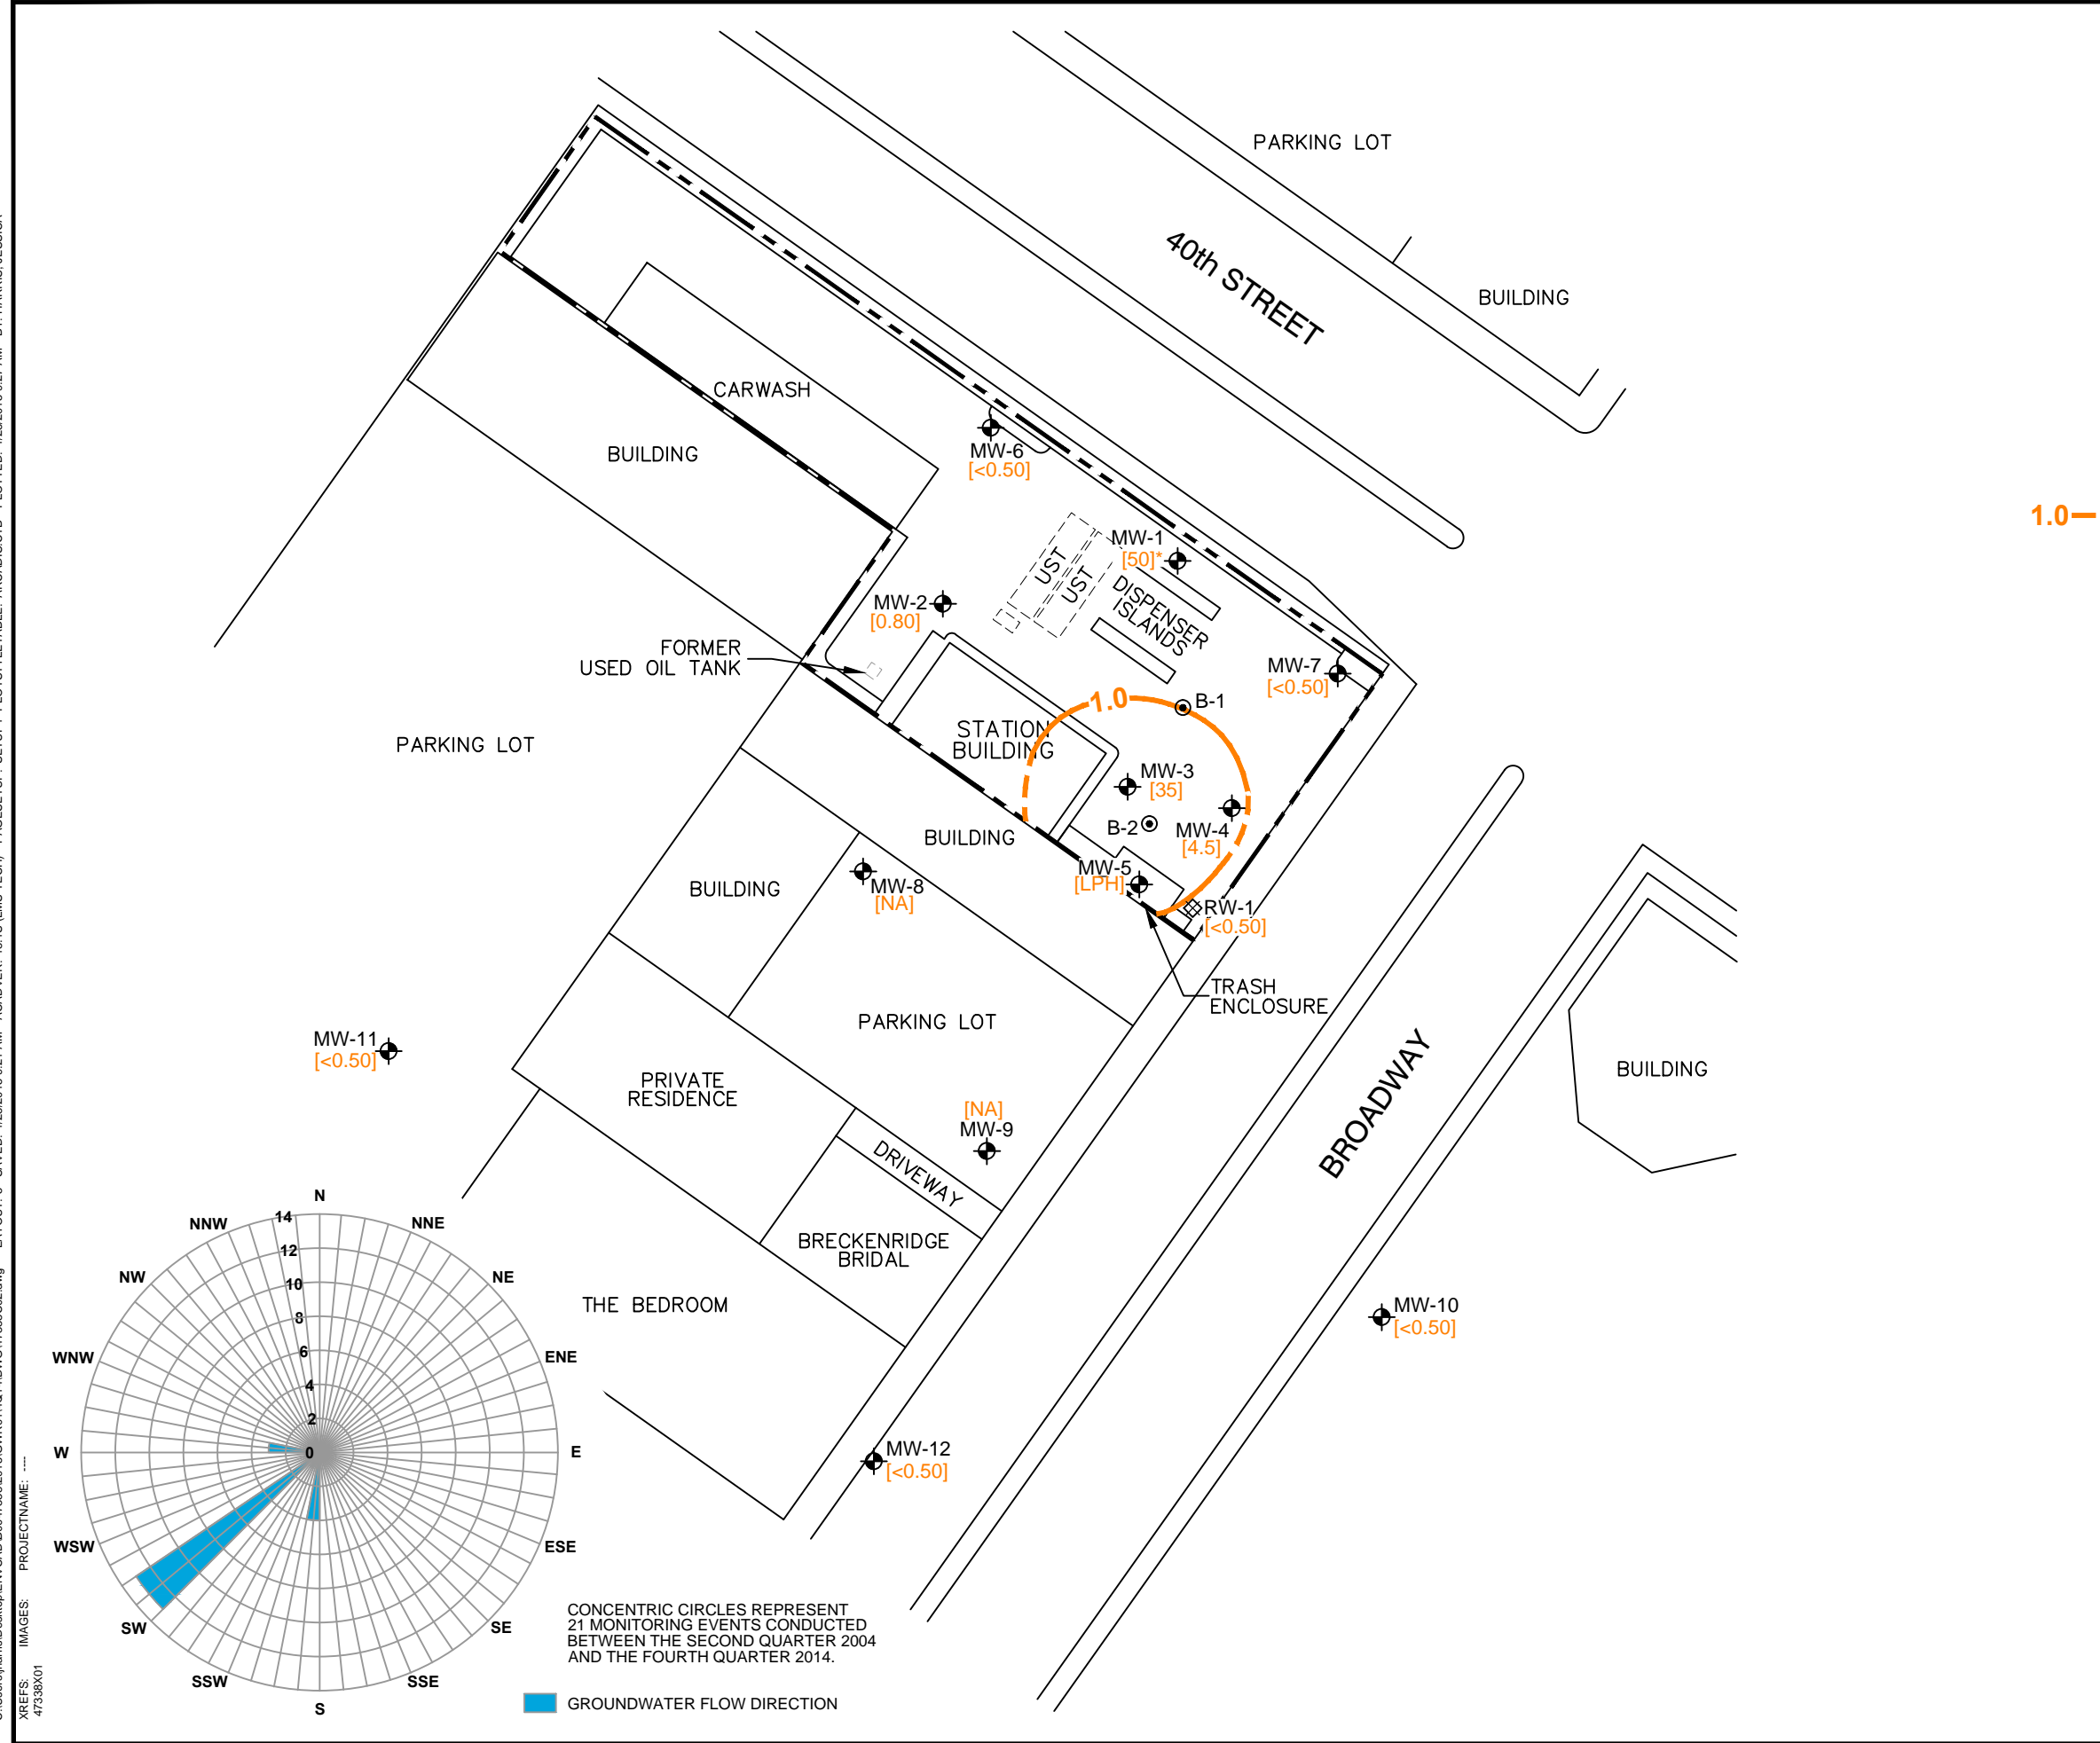 PARKING LOT
40th STREET
BUILDING
1.0
CARWASH
BUILDING
MW-6
[<0.50]
MW-1
[50]*
UST
UST
DISPENSER
ISLANDS
MW-2
[0.80]
FORMER
USED OIL TANK
MW-7
[<0.50]
1.0
B-1
STATION
BUILDING
PARKING LOT
MW-3
[35]
B-2
MW-4
[4.5]
BUILDING
MW-5
[LPH]
BUILDING
MW-8
[NA]
RW-1
[<0.50]
TRASH
ENCLOSURE
PARKING LOT
MW-11
[<0.50]
BROADWAY
BUILDING
PRIVATE
RESIDENCE
[NA]
MW-9
DRIVEWAY
BRECKENRIDGE
BRIDAL
THE BEDROOM
MW-10
[<0.50]
MW-12
[<0.50]
N
NNE
NE
ENE
E
ESE
SE
SSE
S
SSW
SW
WSW
W
WNW
NW
NNW
14
12
10
8
6
4
2
0
CONCENTRIC CIRCLES REPRESENT
21 MONITORING EVENTS CONDUCTED
BETWEEN THE SECOND QUARTER 2004
AND THE FOURTH QUARTER 2014.
GROUNDWATER FLOW DIRECTION
XREFS: IMAGES: PROJECTNAME: ----
47338X01